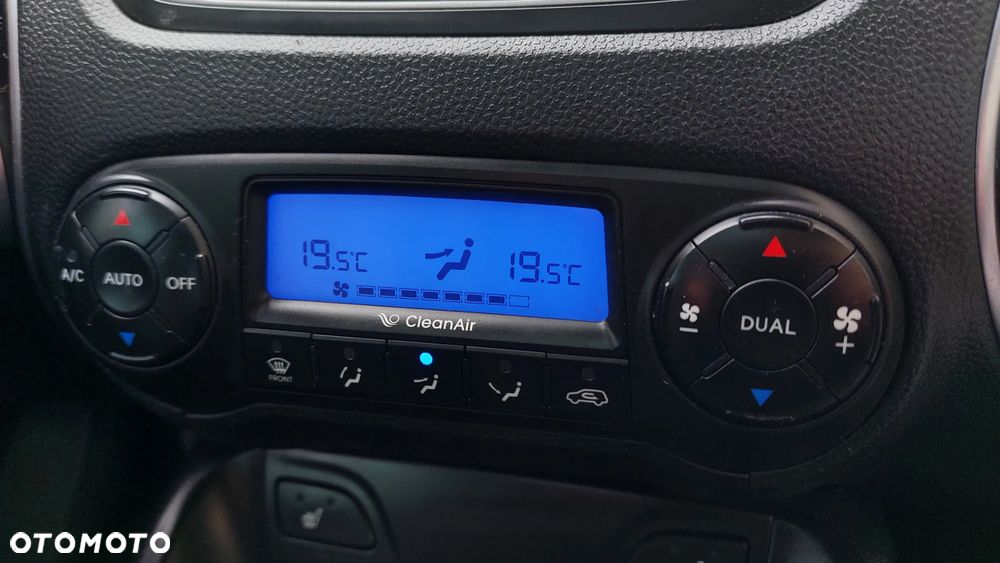 A/C
AUTO
OFF
19.5°C
19.5°C
CleanAir
FRONT
DUAL
OTOMOTO